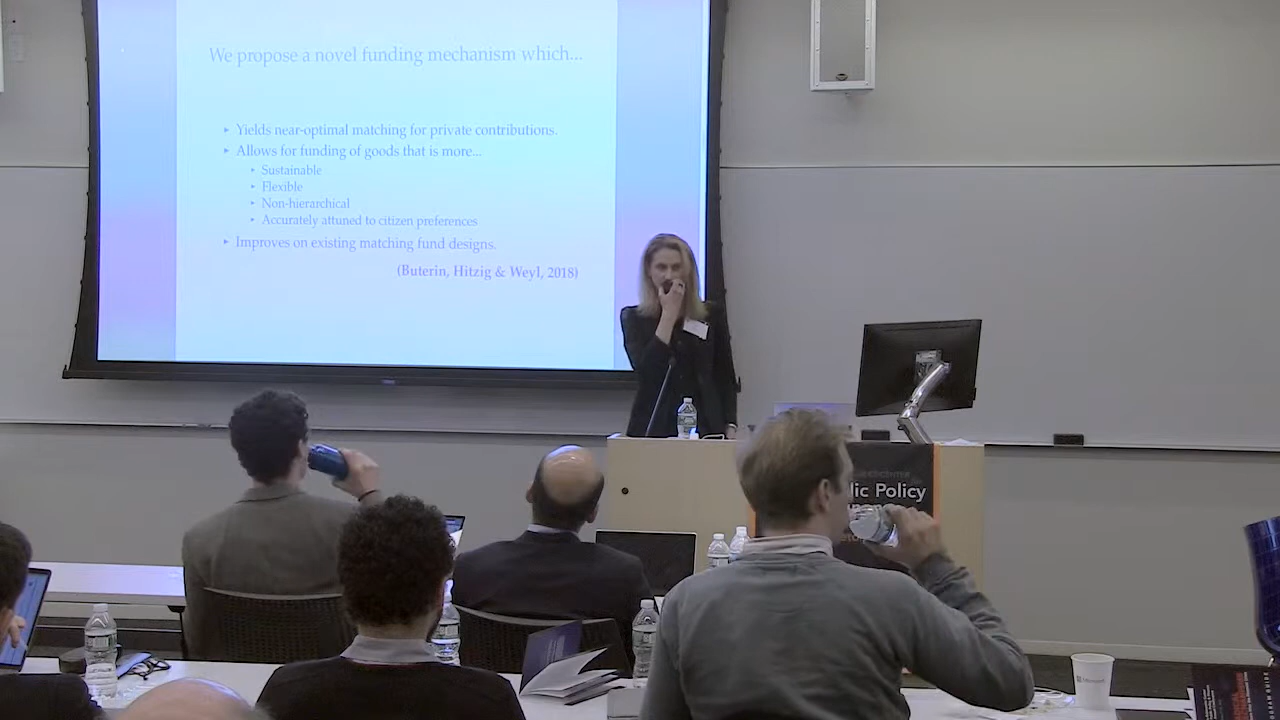 We propose a novel funding mechanism which...
▸ Yields near-optimal matching for private contributions.
▸ Allows for funding of goods that is more...
▸ Sustainable
▸ Flexible
▸ Non-hierarchical
▸ Accurately attuned to citizen preferences
▸ Improves on existing matching fund designs.
(Buterin, Hitzig & Weyl, 2018)
lic Policy
Microsoft